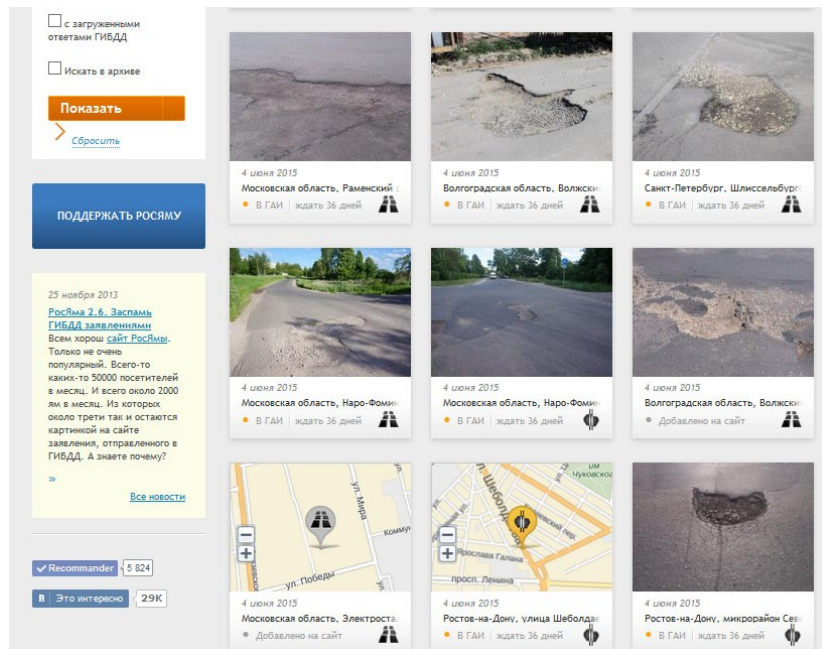 с загруженными
ответами ГИБДД
Искать в архиве
Показать
Сбросить
ПОДДЕРЖАТЬ РОСЯМУ
25 ноября 2013
РосЯма 2.6. Заспамь
ГИБДД заявлениями
Всем хорош сайт РосЯмы.
Только не очень
популярный. Всего-то
каких-то 50000 посетителей
в месяц. И всего около 2000
ям в месяц. Из которых
около трети так и остаются
картинкой на сайте
заявления, отправленного в
ГИБДД. А знаете почему?
»
Все новости
Recommander 5 824
Это интересно 29K
4 июня 2015
Московская область, Раменский
В ГАИ ждать 36 дней
4 июня 2015
Волгоградская область, Волжски
В ГАИ ждать 36 дней
4 июня 2015
Санкт-Петербург, Шлиссельбург
В ГАИ ждать 36 дней
4 июня 2015
Московская область, Наро-Фомин
В ГАИ ждать 36 дней
4 июня 2015
Московская область, Наро-Фомин
В ГАИ ждать 36 дней
4 июня 2015
Волгоградская область, Волжски
Добавлено на сайт
ул. Мира
Комму
ул. Победы
4 июня 2015
Московская область, Электроста
Добавлено на сайт
им
Чуковског
ул. Шеболд
пер.
Ярослава Галана
просп. Ленина
4 июня 2015
Ростов-на-Дону, улица Шеболдае
В ГАИ ждать 36 дней
4 июня 2015
Ростов-на-Дону, микрорайон Сев
В ГАИ ждать 36 дней